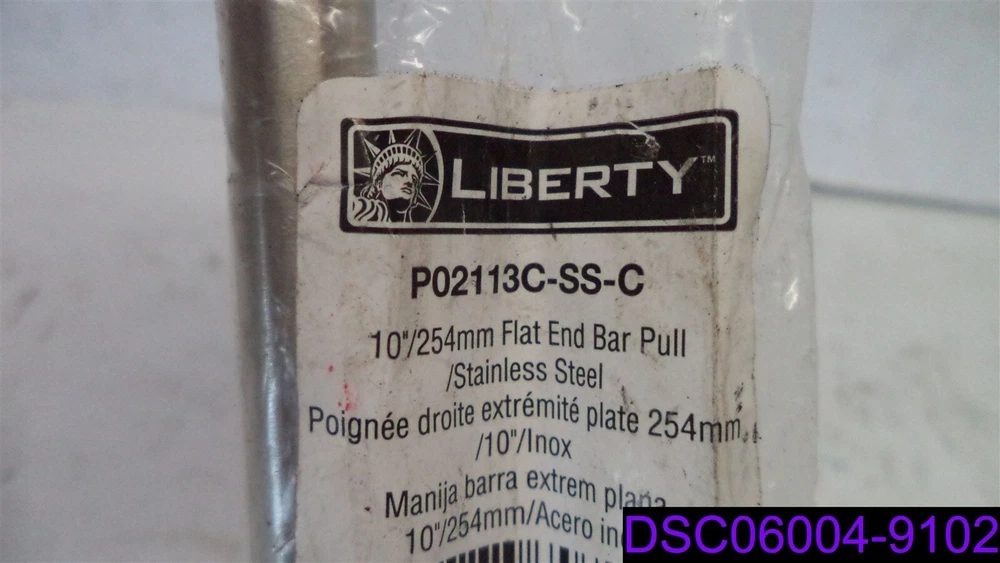 LIBERTY™
P02113C-SS-C
10"/254mm Flat End Bar Pull
/Stainless Steel
Poignée droite extrémité plate 254mm
/10"/Inox
Manija barra extrem plana
10"/254mm/Acero
DSC06004-9102